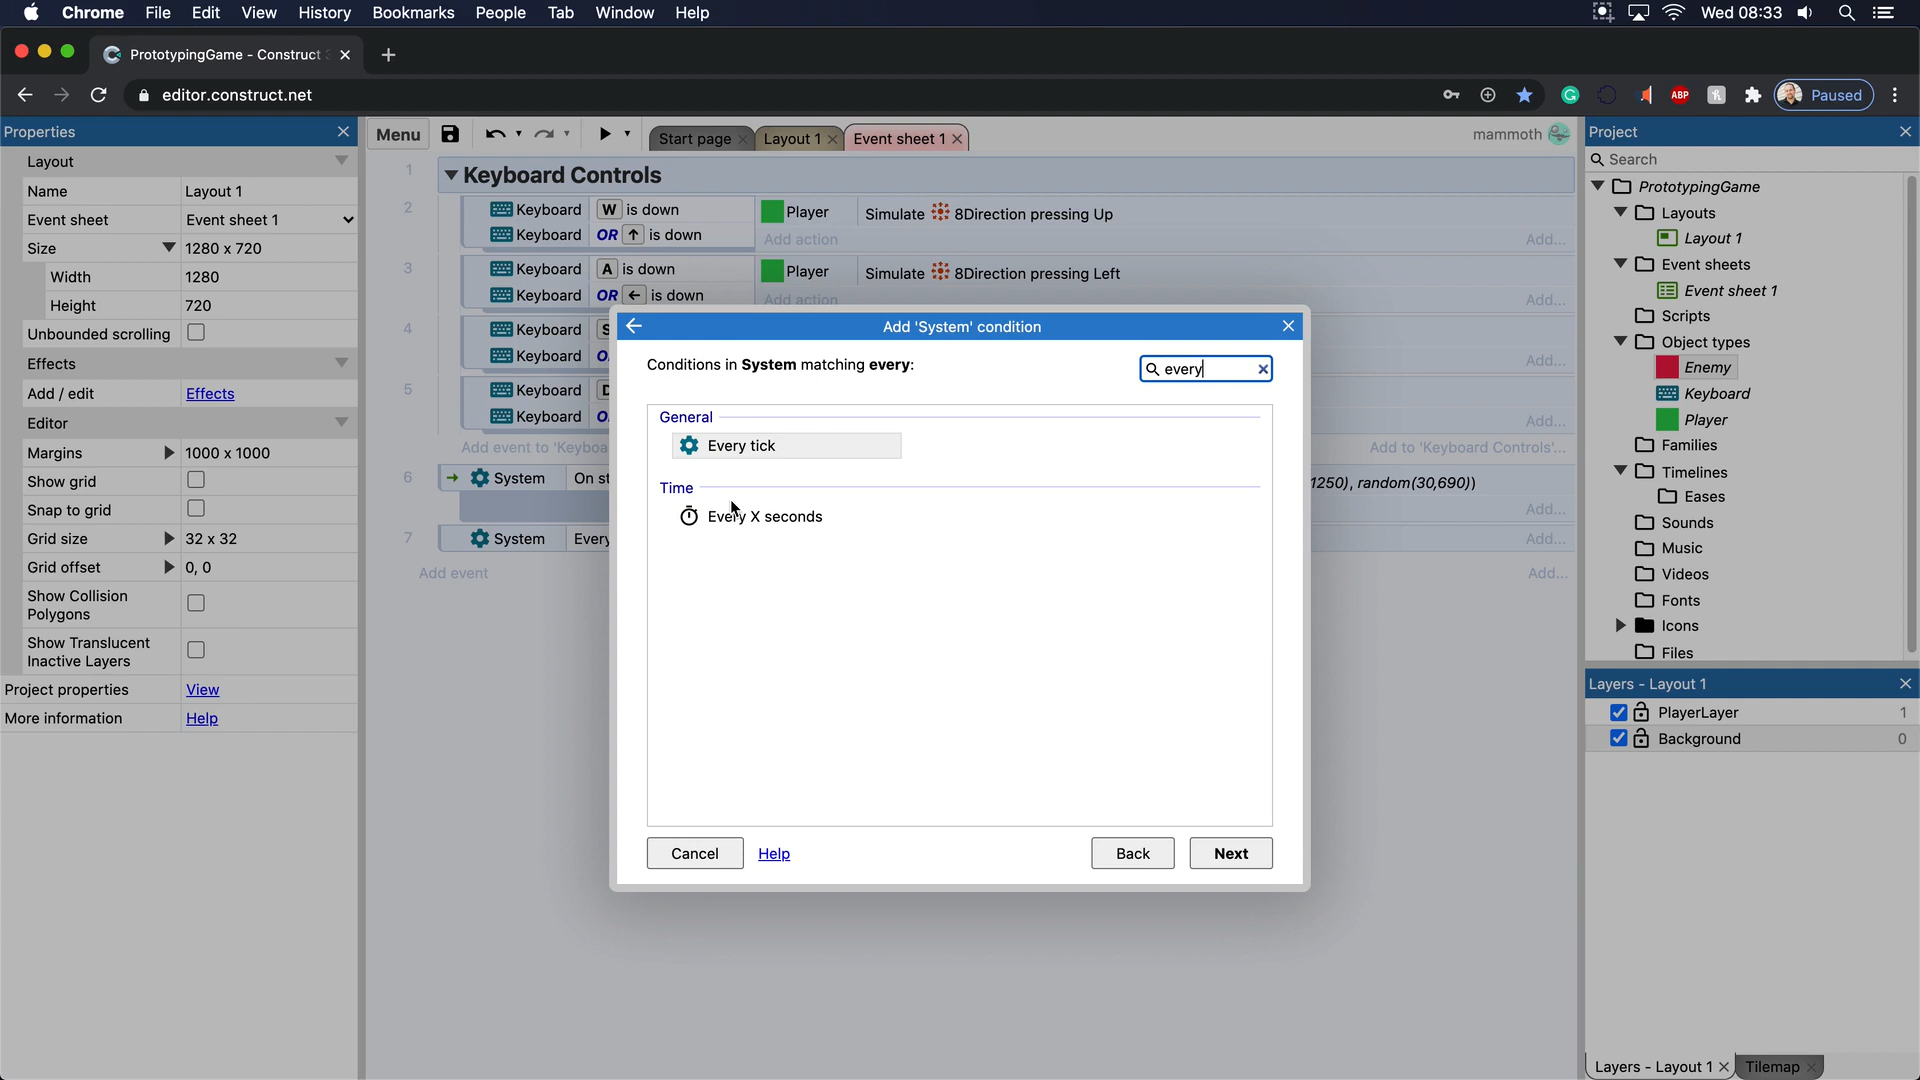 Chrome File Edit View History Bookmarks People Tab Window Help Wed 08:33
PrototypingGame - Construct 3
editor.construct.net ABP Paused
Properties
Layout
Name Layout 1
Event sheet Event sheet 1
Size 1280 x 720
Width 1280
Height 720
Unbounded scrolling
Effects
Add / edit Effects
Editor
Margins 1000 x 1000
Show grid
Snap to grid
Grid size 32 x 32
Grid offset 0, 0
Show Collision
Polygons
Show Translucent
Inactive Layers
Project properties View
More information Help
Menu Start page Layout 1 Event sheet 1 mammoth
1 Keyboard Controls
2 Keyboard W is down Player Simulate 8Direction pressing Up
Keyboard OR ↑ is down Add action Add...
3 Keyboard A is down Player Simulate 8Direction pressing Left
Keyboard OR ← is down Add action Add...
4 Keyboard S
Keyboard Add...
5 Keyboard D
Keyboard Add...
Add event to 'Keyboa Add to 'Keyboard Controls'...
6 System On st 1250), random(30,690))
Add...
7 System Every Add...
Add event Add...
Add 'System' condition
Conditions in System matching every:
every
General
Every tick
Time
Every X seconds
Cancel Help Back Next
Project
Search
PrototypingGame
Layouts
Layout 1
Event sheets
Event sheet 1
Scripts
Object types
Enemy
Keyboard
Player
Families
Timelines
Eases
Sounds
Music
Videos
Fonts
Icons
Files
Layers - Layout 1
PlayerLayer 1
Background 0
Layers - Layout 1 Tilemap